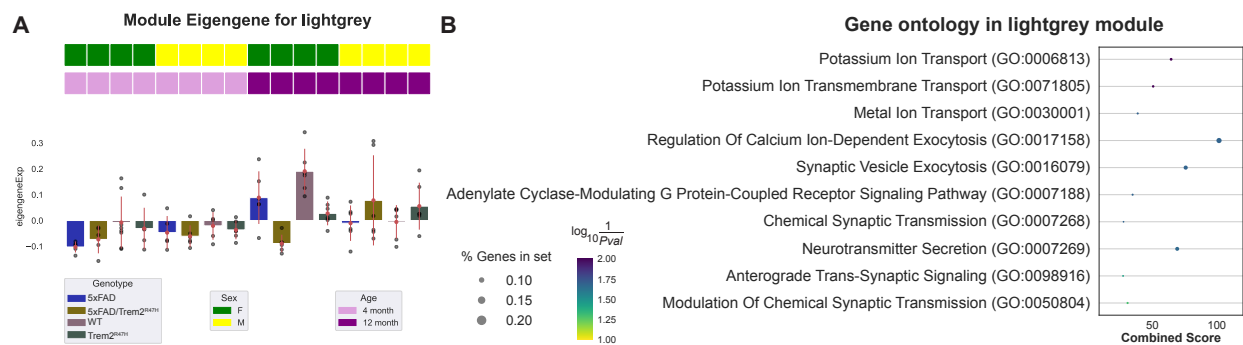 A
Module Eigengene for lightgrey
eigeneExp
0.3
0.2
0.1
0.0
−0.1
Genotype
5xFAD
5xFAD/Trem2R47H
WT
Trem2R47H
Sex
F
M
Age
4 month
12 month
B
Gene ontology in lightgrey module
Potassium Ion Transport (GO:0006813)
Potassium Ion Transmembrane Transport (GO:0071805)
Metal Ion Transport (GO:0030001)
Regulation Of Calcium Ion-Dependent Exocytosis (GO:0017158)
Synaptic Vesicle Exocytosis (GO:0016079)
Adenylate Cyclase-Modulating G Protein-Coupled Receptor Signaling Pathway (GO:0007188)
Chemical Synaptic Transmission (GO:0007268)
Neurotransmitter Secretion (GO:0007269)
Anterograde Trans-Synaptic Signaling (GO:0098916)
Modulation Of Chemical Synaptic Transmission (GO:0050804)
50 100
Combined Score
% Genes in set
0.10
0.15
0.20
log10 1/Pval
2.00
1.75
1.50
1.25
1.00